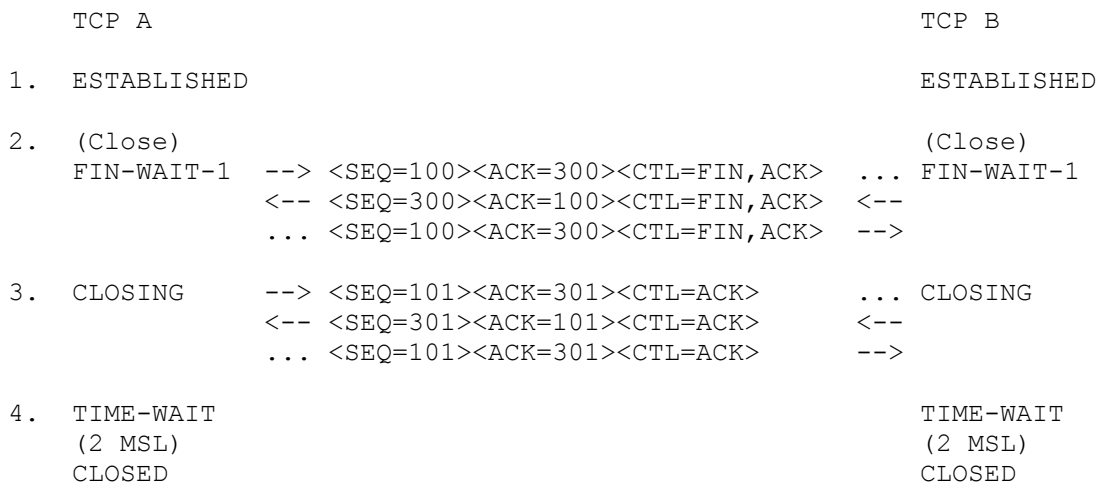 TCP A                                                TCP B
1.  ESTABLISHED                                          ESTABLISHED
2.  (Close)                                              (Close)
    FIN-WAIT-1  --> <SEQ=100><ACK=300><CTL=FIN,ACK>  ... FIN-WAIT-1
                <-- <SEQ=300><ACK=100><CTL=FIN,ACK>  <--
                ... <SEQ=100><ACK=300><CTL=FIN,ACK>  -->
3.  CLOSING     --> <SEQ=101><ACK=301><CTL=ACK>      ... CLOSING
                <-- <SEQ=301><ACK=101><CTL=ACK>      <--
                ... <SEQ=101><ACK=301><CTL=ACK>      -->
4.  TIME-WAIT                                            TIME-WAIT
    (2 MSL)                                              (2 MSL)
    CLOSED                                               CLOSED